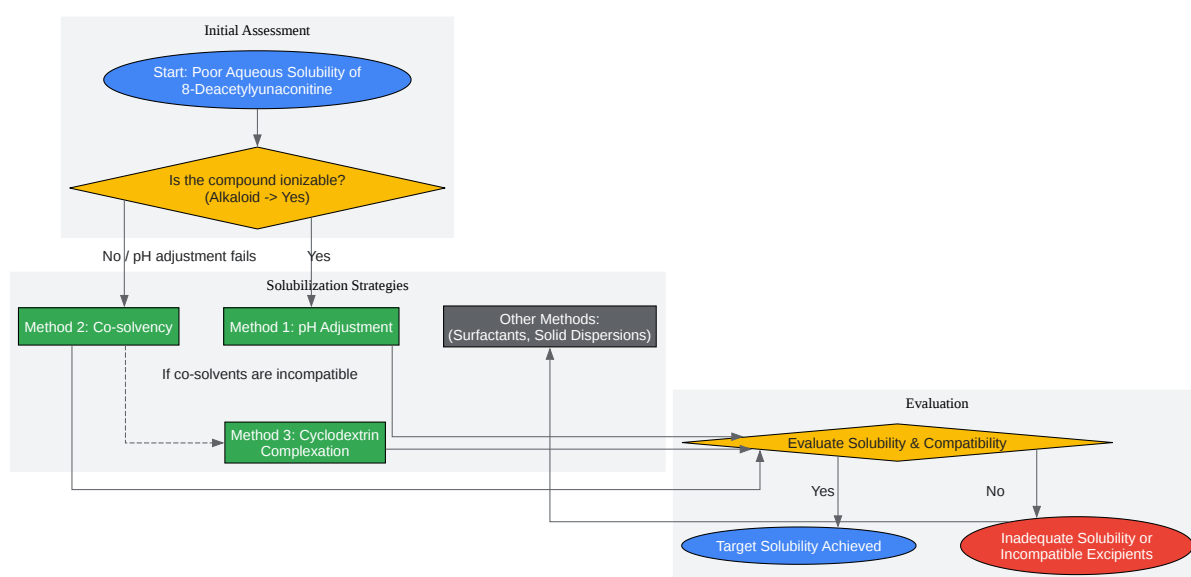 Initial Assessment
Start: Poor Aqueous Solubility of
8-Deacetylyunaconitine
Is the compound ionizable?
(Alkaloid -> Yes)
No / pH adjustment fails
Yes
Solubilization Strategies
Method 2: Co-solvency
Method 1: pH Adjustment
Other Methods:
(Surfactants, Solid Dispersions)
If co-solvents are incompatible
Method 3: Cyclodextrin
Complexation
Evaluation
Evaluate Solubility & Compatibility
Yes
No
Target Solubility Achieved
Inadequate Solubility or
Incompatible Excipients